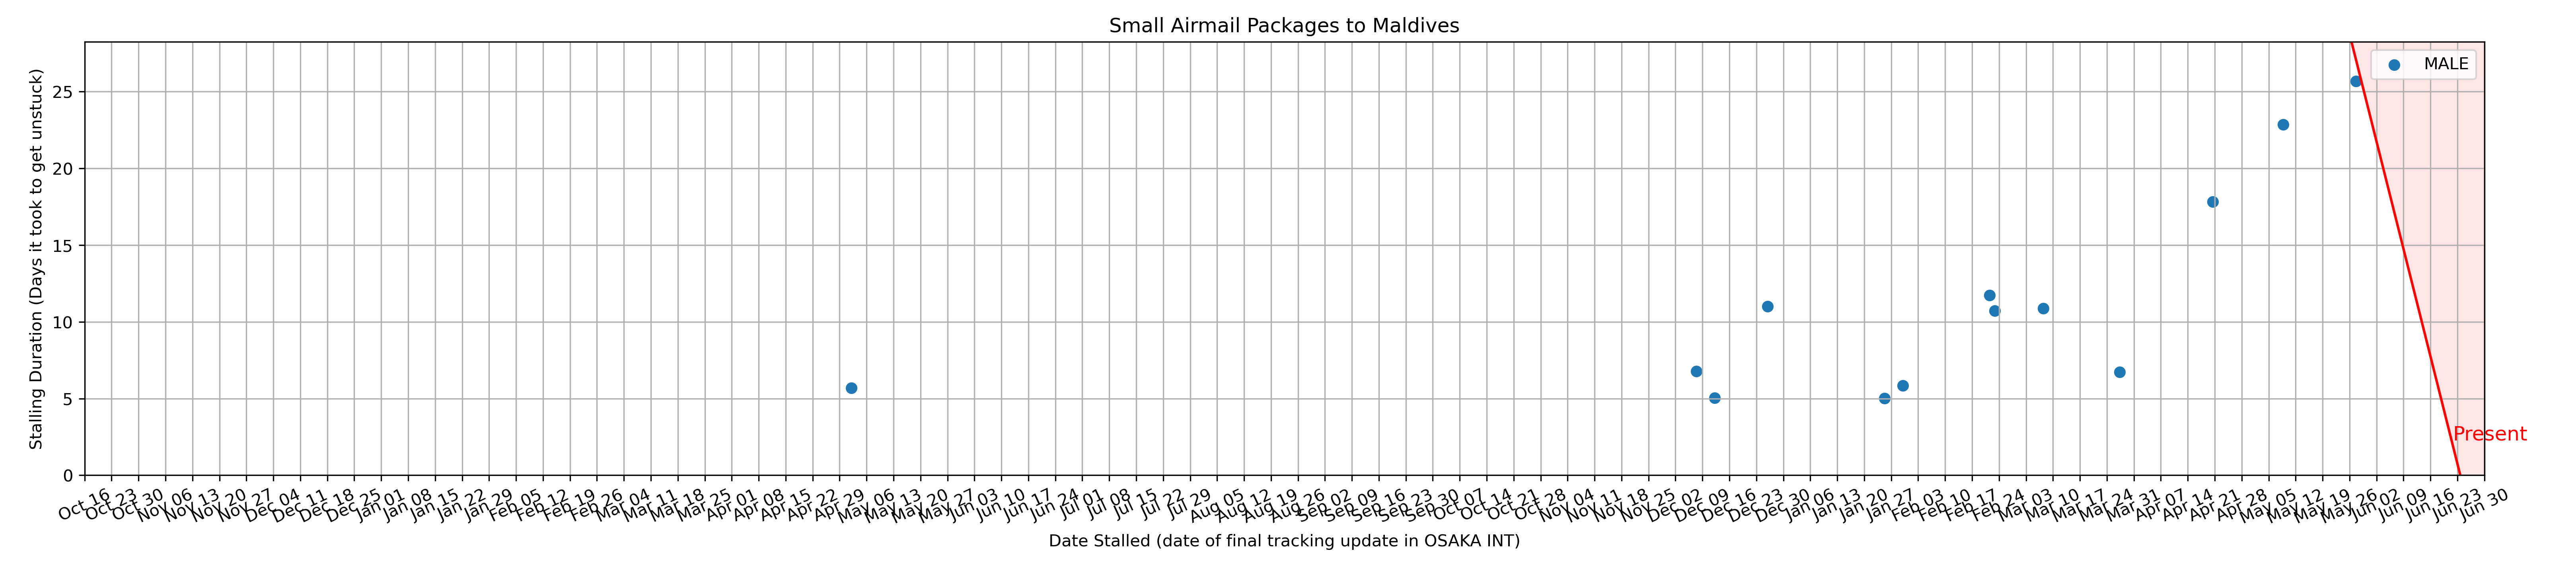 Small Airmail Packages to Maldives
MALE
Stalling Duration (Days it took to get unstuck)
25
20
15
10
5
0
Present
Oct 16 Oct 23 Oct 30 Nov 06 Nov 13 Nov 20 Nov 27 Dec 04 Dec 11 Dec 18 Dec 25 Jan 01 Jan 08 Jan 15 Jan 22 Jan 29 Feb 05 Feb 12 Feb 19 Feb 26 Mar 04 Mar 11 Mar 18 Mar 25 Apr 01 Apr 08 Apr 15 Apr 22 Apr 29 May 06 May 13 May 20 May 27 Jun 03 Jun 10 Jun 17 Jun 24 Jul 01 Jul 08 Jul 15 Jul 22 Jul 29 Aug 05 Aug 12 Aug 19 Aug 26 Sep 02 Sep 09 Sep 16 Sep 23 Sep 30 Oct 07 Oct 14 Oct 21 Oct 28 Nov 04 Nov 11 Nov 18 Nov 25 Dec 02 Dec 09 Dec 16 Dec 23 Dec 30 Jan 06 Jan 13 Jan 20 Jan 27 Feb 03 Feb 10 Feb 17 Feb 24 Mar 03 Mar 10 Mar 17 Mar 24 Mar 31 Apr 07 Apr 14 Apr 21 Apr 28 May 05 May 12 May 19 May 26 Jun 02 Jun 09 Jun 16 Jun 23 Jun 30
Date Stalled (date of final tracking update in OSAKA INT)